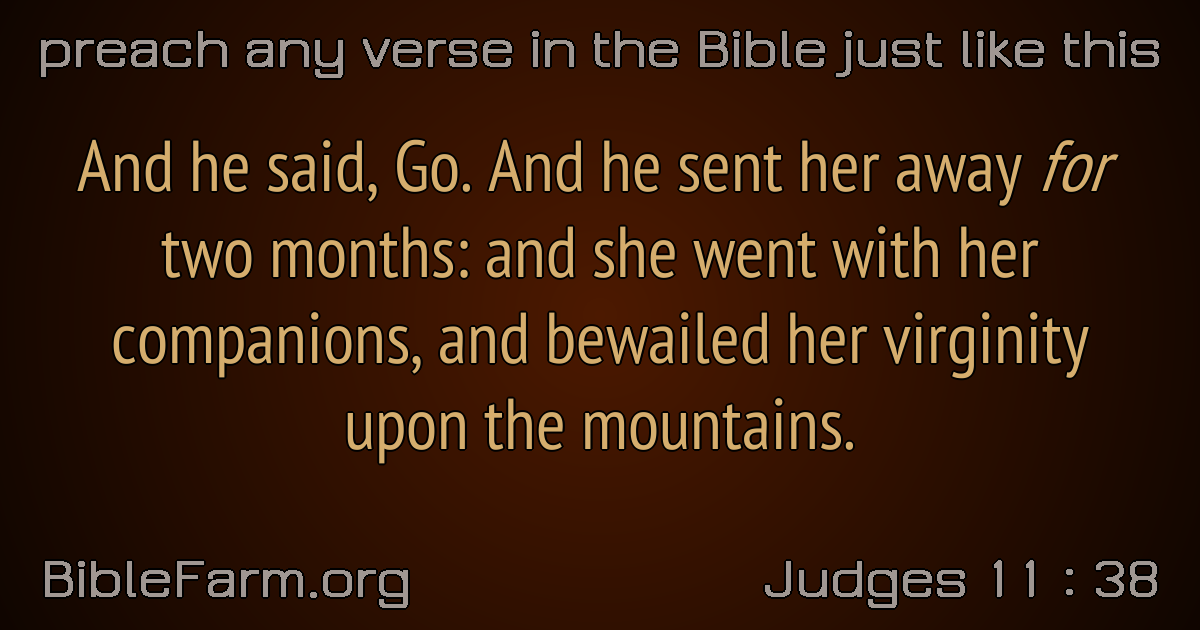 preach any verse in the Bible just like this
And he said, Go. And he sent her away for
two months: and she went with her
companions, and bewailed her virginity
upon the mountains.
BibleFarm.org
Judges 11 : 38